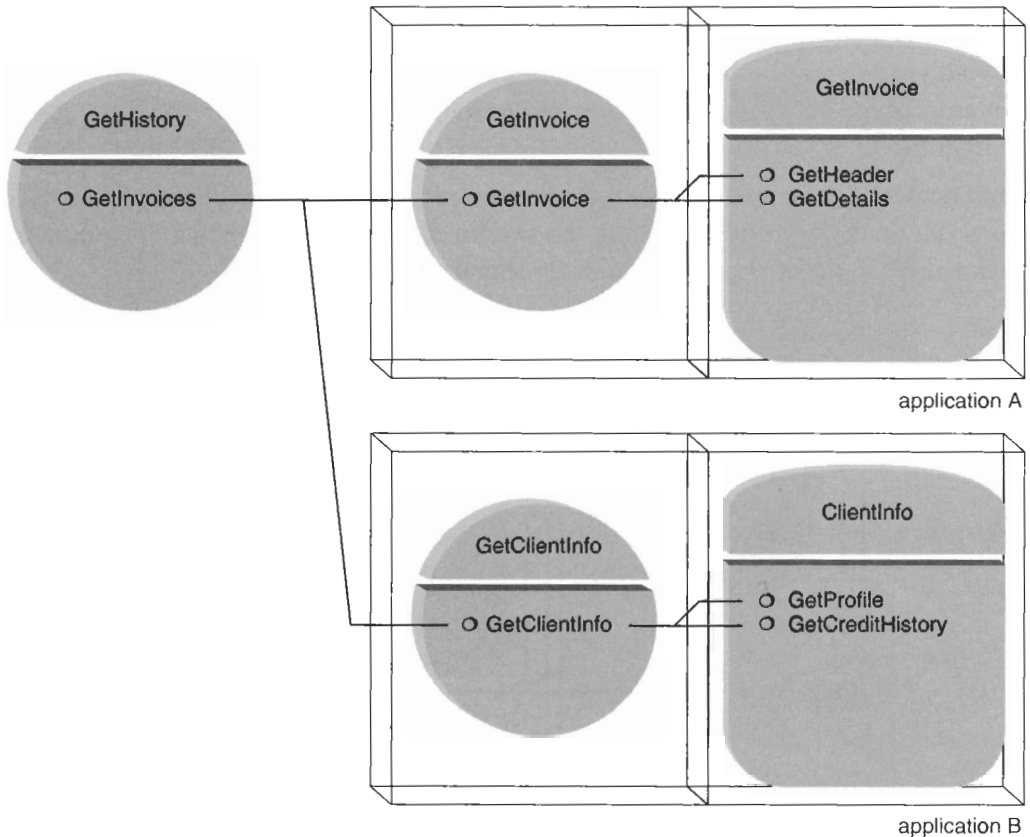 GetHistory
GetInvoices
GetInvoice
GetInvoice
GetInvoice
GetHeader
GetDetails
application A
GetClientInfo
GetClientInfo
ClientInfo
GetProfile
GetCreditHistory
application B